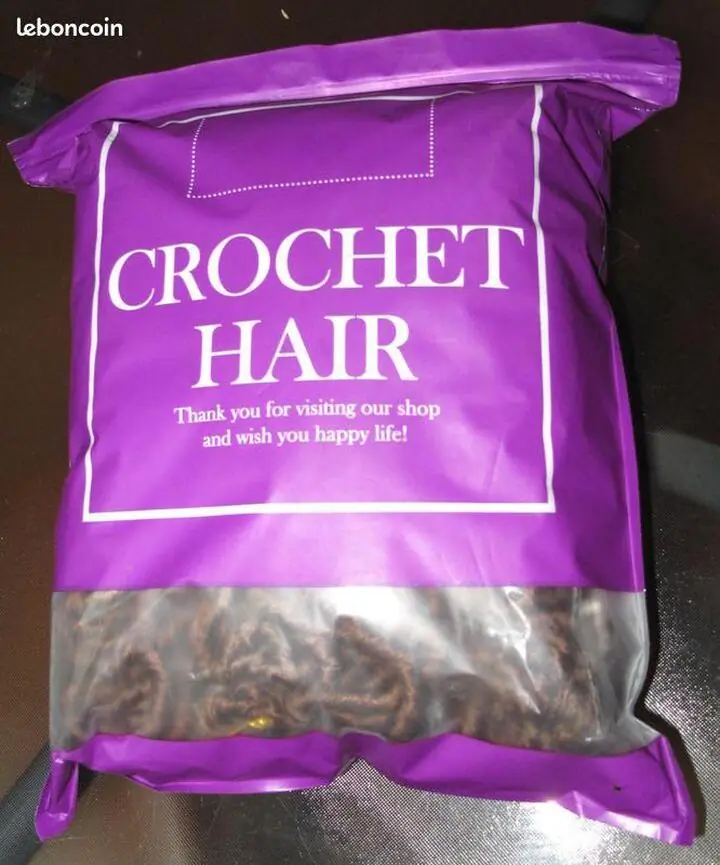 leboncoin
CROCHET
HAIR
Thank you for visiting our shop
and wish you happy life!